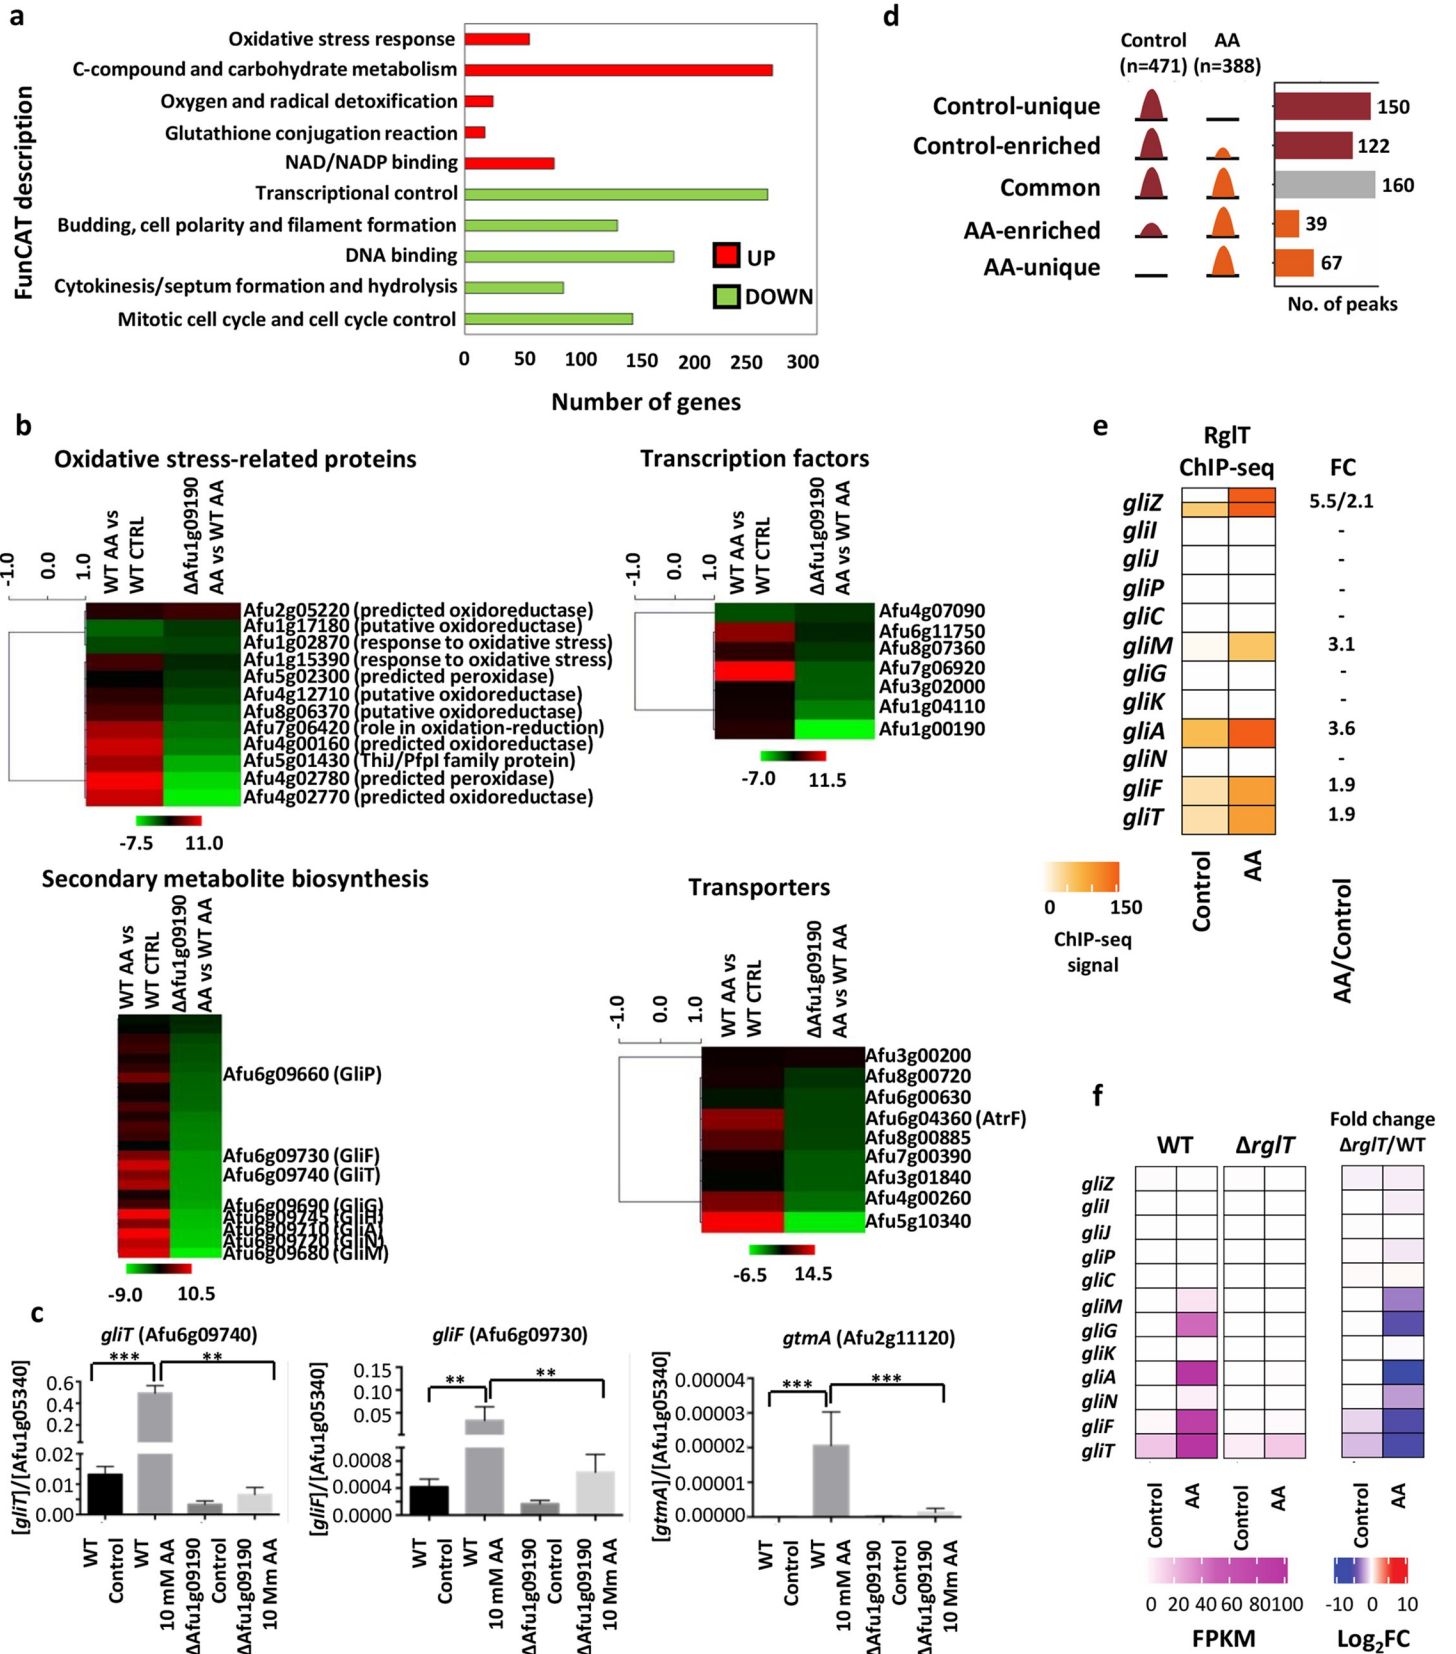 a
FunCAT description
Oxidative stress response
C-compound and carbohydrate metabolism
Oxygen and radical detoxification
Glutathione conjugation reaction
NAD/NADP binding
Transcriptional control
Budding, cell polarity and filament formation
DNA binding
Cytokinesis/septum formation and hydrolysis
Mitotic cell cycle and cell cycle control
UP
DOWN
0 50 100 150 200 250 300
Number of genes
d
Control AA
(n=471) (n=388)
Control-unique 150
Control-enriched 122
Common 160
AA-enriched 39
AA-unique 67
No. of peaks
b
Oxidative stress-related proteins
-1.0 0.0 1.0
WT AA vs
WT CTRL
ΔAfu1g09190
AA vs WT AA
Afu2g05220 (predicted oxidoreductase)
Afu1g17180 (putative oxidoreductase)
Afu1g02870 (response to oxidative stress)
Afu1g15390 (response to oxidative stress)
Afu5g02300 (predicted peroxidase)
Afu4g12710 (putative oxidoreductase)
Afu8g06370 (putative oxidoreductase)
Afu7g06420 (role in oxidation-reduction)
Afu4g00160 (predicted oxidoreductase)
Afu5g01430 (ThiJ/PfpI family protein)
Afu4g02780 (predicted peroxidase)
Afu4g02770 (predicted oxidoreductase)
-7.5 11.0
Transcription factors
-1.0 0.0 1.0
WT AA vs
WT CTRL
ΔAfu1g09190
AA vs WT AA
Afu4g07090
Afu6g11750
Afu8g07360
Afu7g06920
Afu3g02000
Afu1g04110
Afu1g00190
-7.0 11.5
Secondary metabolite biosynthesis
WT AA vs
WT CTRL
ΔAfu1g09190
AA vs WT AA
Afu6g09660 (GliP)
Afu6g09730 (GliF)
Afu6g09740 (GliT)
Afu6g09690 (GliG)
Afu6g09745 (GliH)
Afu6g09710 (GliA)
Afu6g09720 (GliN)
Afu6g09680 (GliM)
-9.0 10.5
Transporters
-1.0 0.0 1.0
WT AA vs
WT CTRL
ΔAfu1g09190
AA vs WT AA
Afu3g00200
Afu8g00720
Afu6g00630
Afu6g04360 (AtrF)
Afu8g00885
Afu7g00390
Afu3g01840
Afu4g00260
Afu5g10340
-6.5 14.5
e
RglT
ChIP-seq FC
gliZ 5.5/2.1
gliI -
gliJ -
gliP -
gliC -
gliM 3.1
gliG -
gliK -
gliA 3.6
gliN -
gliF 1.9
gliT 1.9
Control AA AA/Control
0 150
ChIP-seq
signal
c
gliT (Afu6g09740)
[gliT]/[Afu1g05340]
*** **
0.6
0.4
0.2
0.02
0.01
0.00
WT
Control
WT
10 mM AA
ΔAfu1g09190
Control
ΔAfu1g09190
10 Mm AA
gliF (Afu6g09730)
[gliF]/[Afu1g05340]
** **
0.15
0.10
0.05
0.0008
0.0004
0.0000
WT
Control
WT
10 mM AA
ΔAfu1g09190
Control
ΔAfu1g09190
10 Mm AA
gtmA (Afu2g11120)
[gtmA]/[Afu1g05340]
*** ***
0.00004
0.00003
0.00002
0.00001
0.00000
WT
Control
WT
10 mM AA
ΔAfu1g09190
Control
ΔAfu1g09190
10 Mm AA
f
WT ΔrglT
Fold change
ΔrglT/WT
gliZ
gliI
gliJ
gliP
gliC
gliM
gliG
gliK
gliA
gliN
gliF
gliT
Control AA Control AA Control AA
0 20 40 60 80 100
FPKM
-10 0 10
Log2FC